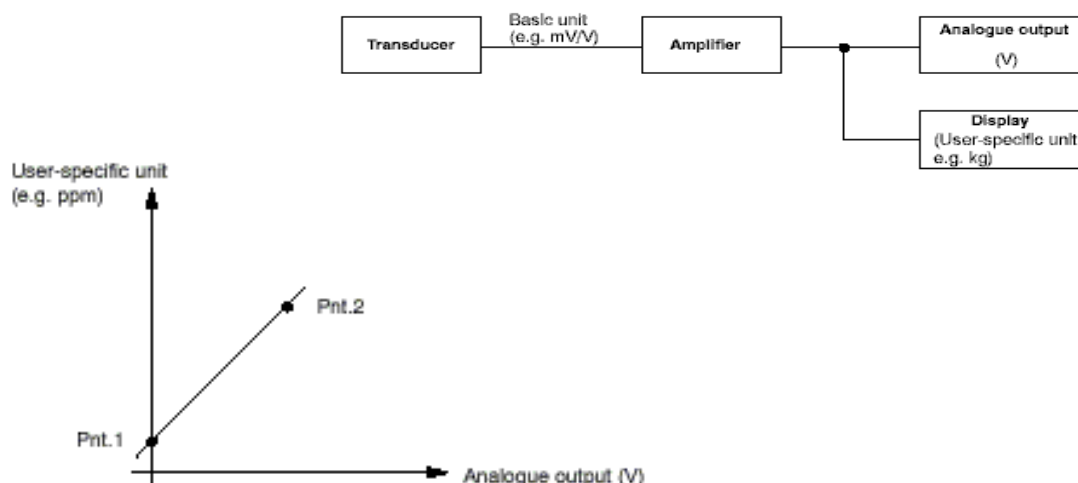 Basic unit
(e.g. mV/V)
Transducer
Amplifier
Analogue output
(V)
Display
(User-specific unit
e.g. kg)
User-specific unit
(e.g. ppm)
Pnt.2
Pnt.1
Analogue output (V)